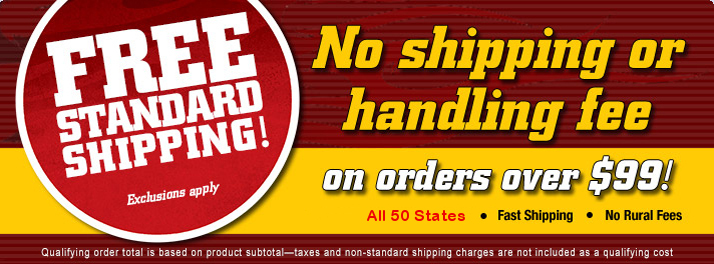 FREE
STANDARD
SHIPPING!
Exclusions apply
No shipping or
handling fee
on orders over $99!
All 50 States • Fast Shipping • No Rural Fees
Qualifying order total is based on product subtotal—taxes and non-standard shipping charges are not included as a qualifying cost